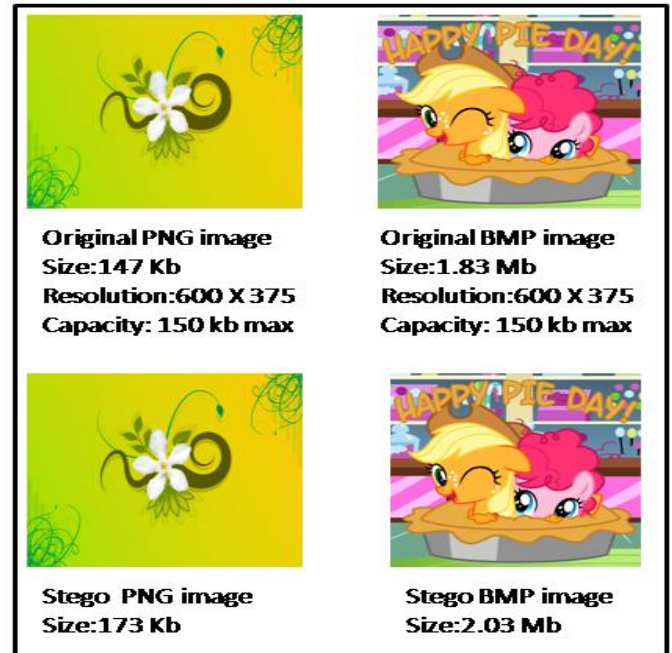 HAPPY PIE DAY!
Original PNG image
Size:147 Kb
Resolution:600 X 375
Capacity: 150 kb max
Original BMP image
Size:1.83 Mb
Resolution:600 X 375
Capacity: 150 kb max
HAPPY PIE DAY!
Stego PNG image
Size:173 Kb
Stego BMP image
Size:2.03 Mb